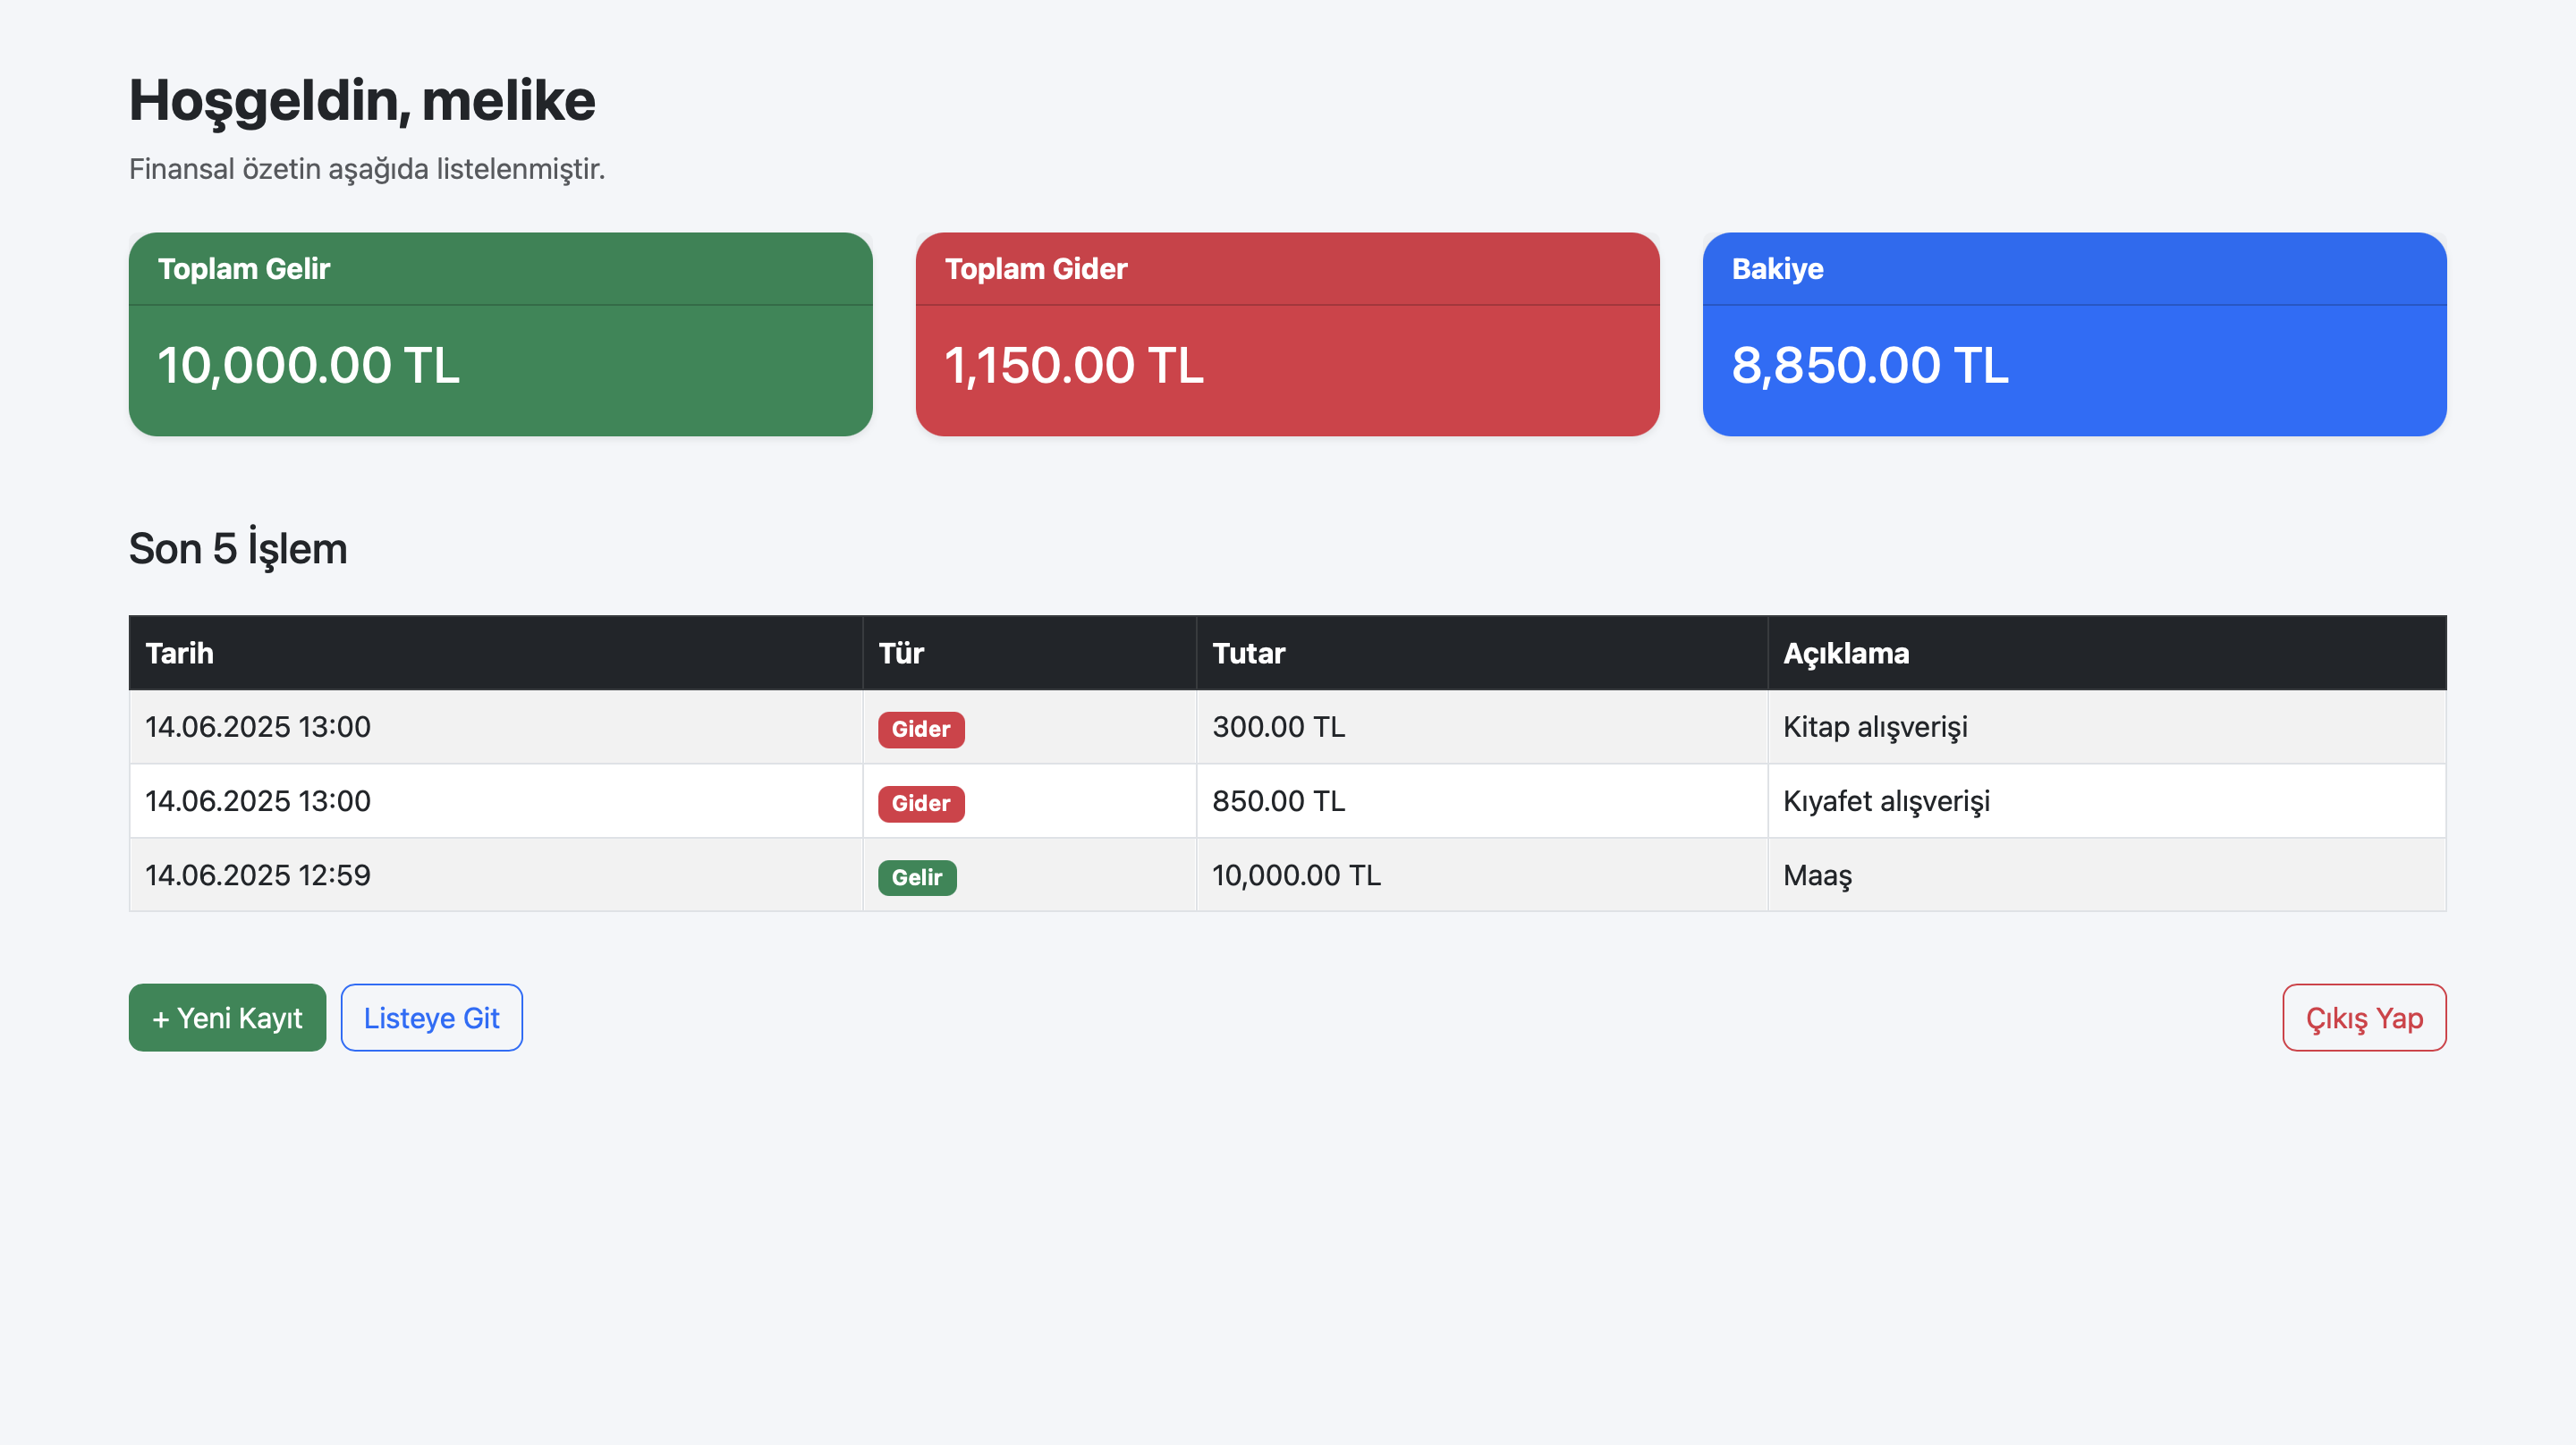 Hoşgeldin, melike
Finansal özetin aşağıda listelenmiştir.
Toplam Gelir
10,000.00 TL
Toplam Gider
1,150.00 TL
Bakiye
8,850.00 TL
Son 5 İşlem
Tarih Tür Tutar Açıklama
14.06.2025 13:00 Gider 300.00 TL Kitap alışverişi
14.06.2025 13:00 Gider 850.00 TL Kıyafet alışverişi
14.06.2025 12:59 Gelir 10,000.00 TL Maaş
+ Yeni Kayıt Listeye Git Çıkış Yap